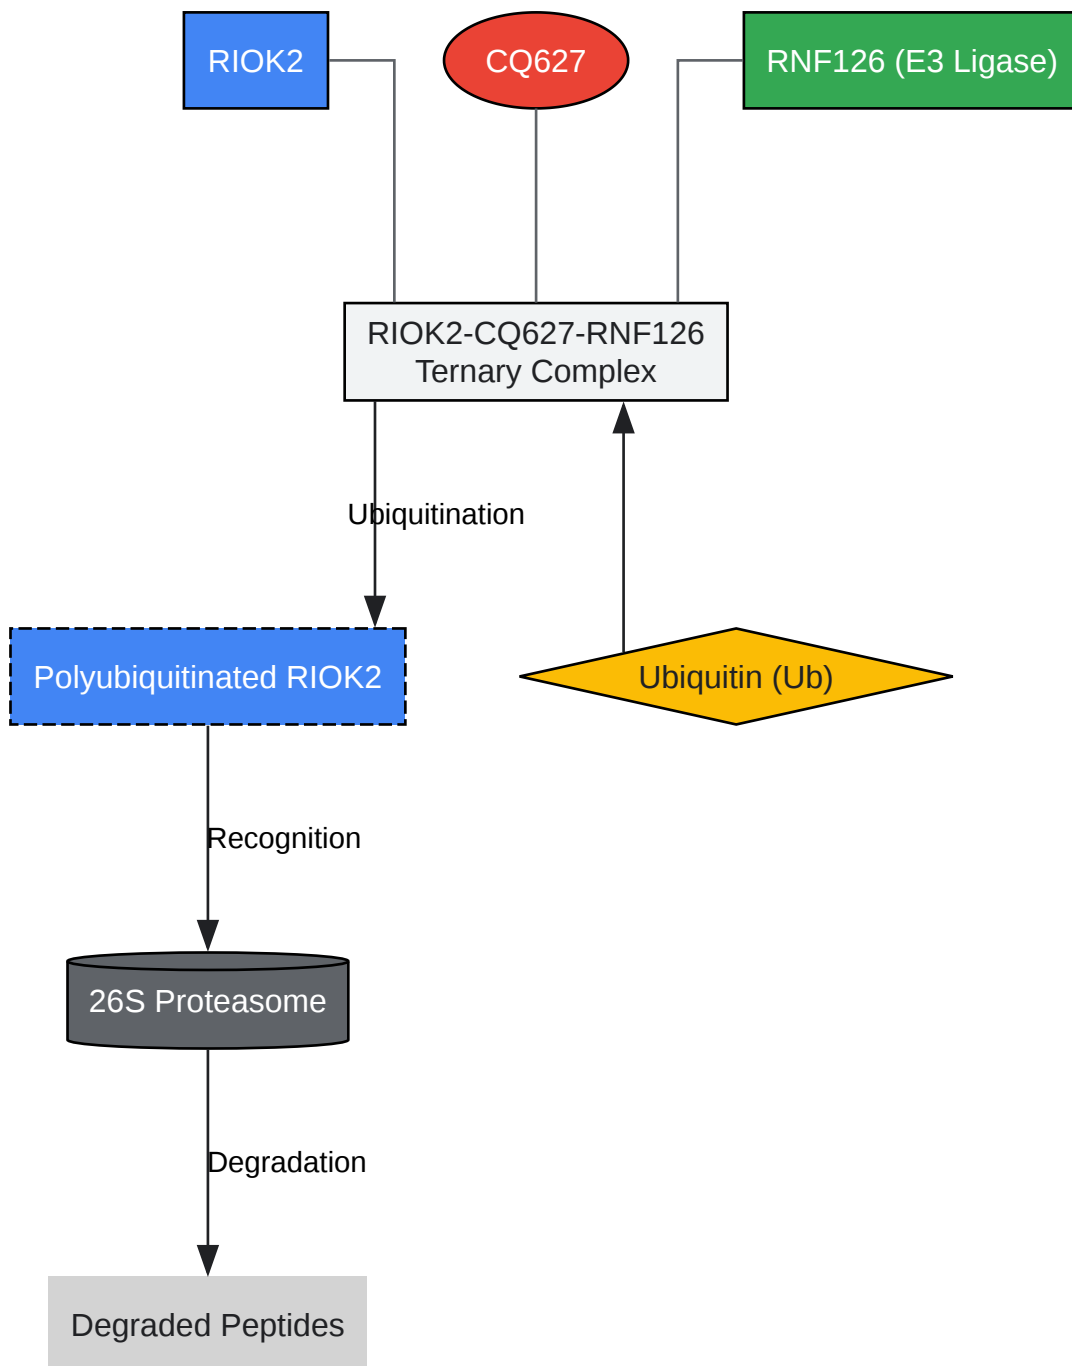 RIOK2
CQ627
RNF126 (E3 Ligase)
RIOK2-CQ627-RNF126
Ternary Complex
Ubiquitination
Polyubiquitinated RIOK2
Ubiquitin (Ub)
Recognition
26S Proteasome
Degradation
Degraded Peptides